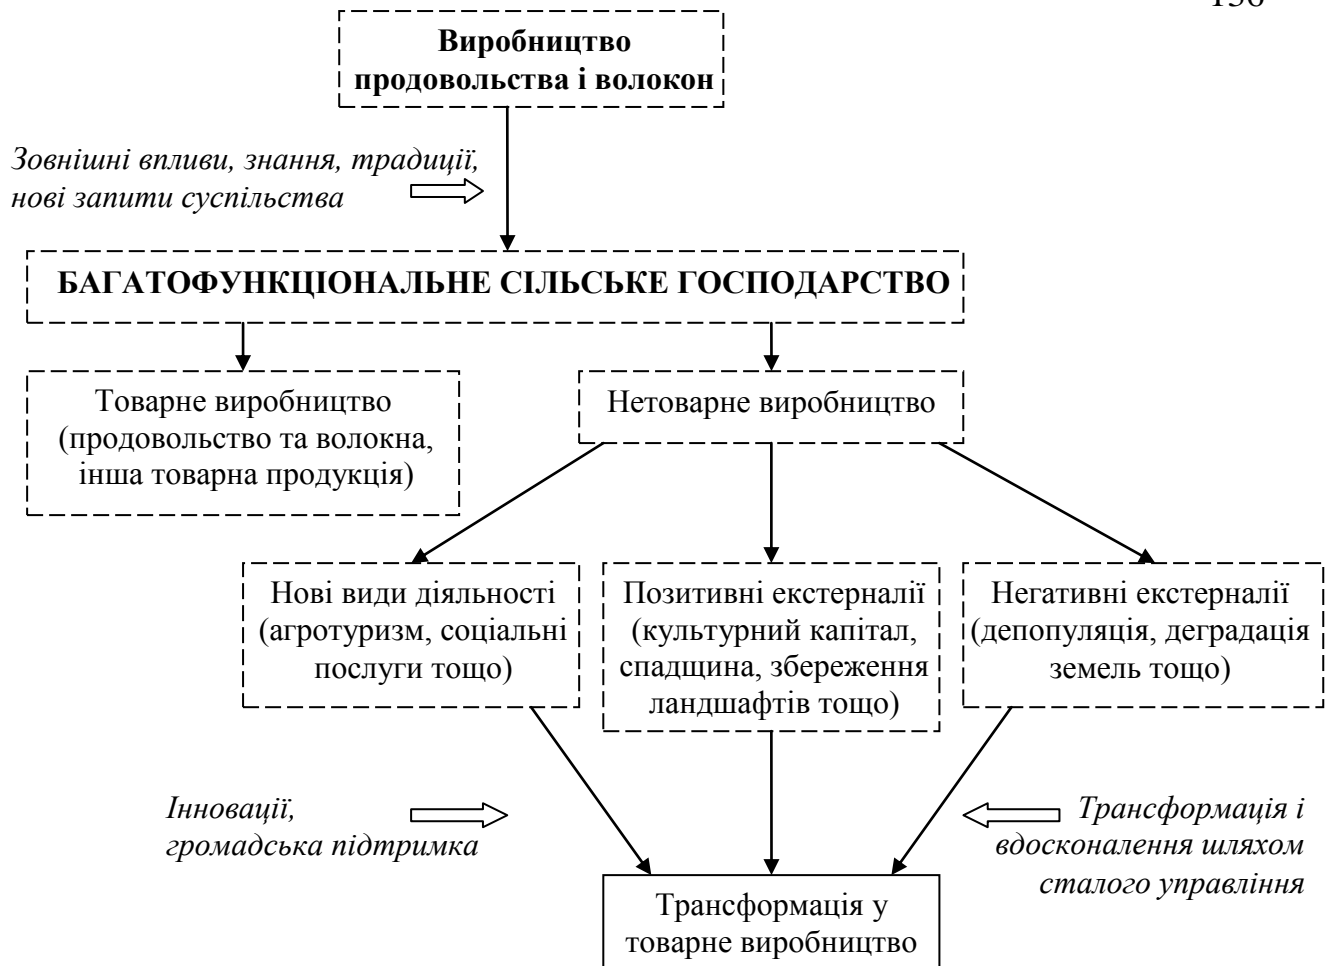 Виробництво
продовольства і волокон
Зовнішні впливи, знання, традиції,
нові запити суспільства
БАГАТОФУНКЦІОНАЛЬНЕ СІЛЬСЬКЕ ГОСПОДАРСТВО
Товарне виробництво
(продовольство та волокна,
інша товарна продукція)
Нетоварне виробництво
Нові види діяльності
(агротуризм, соціальні
послуги тощо)
Позитивні екстерналії
(культурний капітал,
спадщина, збереження
ландшафтів тощо)
Негативні екстерналії
(депопуляція, деградація
земель тощо)
Інновації,
громадська підтримка
Трансформація і
вдосконалення шляхом
сталого управління
Трансформація у
товарне виробництво